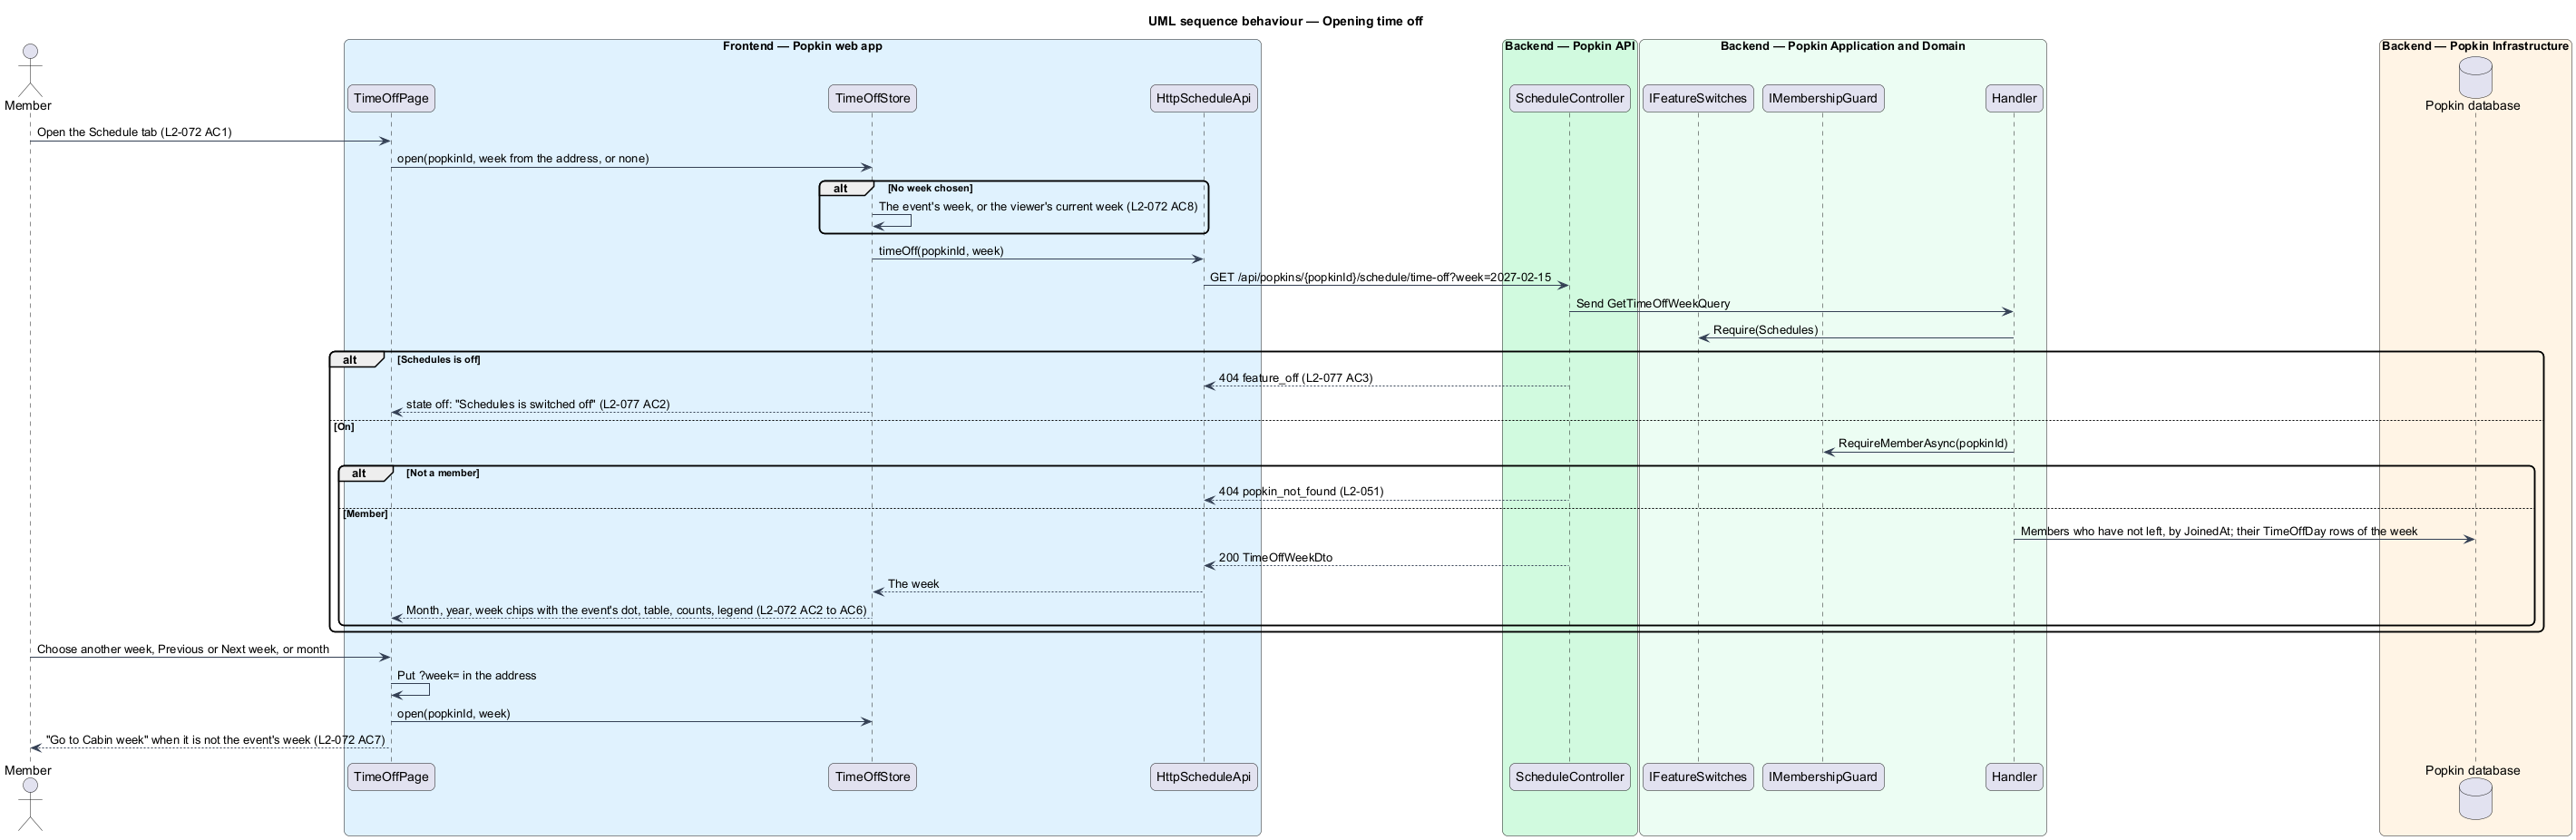 UML sequence behaviour — Opening time off
Frontend — Popkin web app
Backend — Popkin API
Backend — Popkin Application and Domain
Backend — Popkin Infrastructure
Member
TimeOffPage
TimeOffStore
HttpScheduleApi
ScheduleController
IFeatureSwitches
IMembershipGuard
Handler
Popkin database
Open the Schedule tab (L2-072 AC1)
open(popkinId, week from the address, or none)
alt
[No week chosen]
The event's week, or the viewer's current week (L2-072 AC8)
timeOff(popkinId, week)
GET /api/popkins/{popkinId}/schedule/time-off?week=2027-02-15
Send GetTimeOffWeekQuery
Require(Schedules)
alt
[Schedules is off]
404 feature_off (L2-077 AC3)
state off: "Schedules is switched off" (L2-077 AC2)
[On]
RequireMemberAsync(popkinId)
alt
[Not a member]
404 popkin_not_found (L2-051)
[Member]
Members who have not left, by JoinedAt; their TimeOffDay rows of the week
200 TimeOffWeekDto
The week
Month, year, week chips with the event's dot, table, counts, legend (L2-072 AC2 to AC6)
Choose another week, Previous or Next week, or month
Put ?week= in the address
open(popkinId, week)
"Go to Cabin week" when it is not the event's week (L2-072 AC7)
Member
TimeOffPage
TimeOffStore
HttpScheduleApi
ScheduleController
IFeatureSwitches
IMembershipGuard
Handler
Popkin database